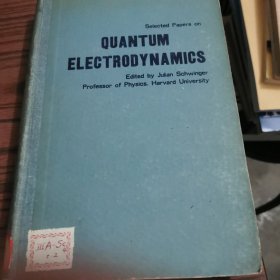 Selected Papers on
QUANTUM
ELECTRODYNAMICS
Edited by Julian Schwinger
Professor of Physics, Harvard University